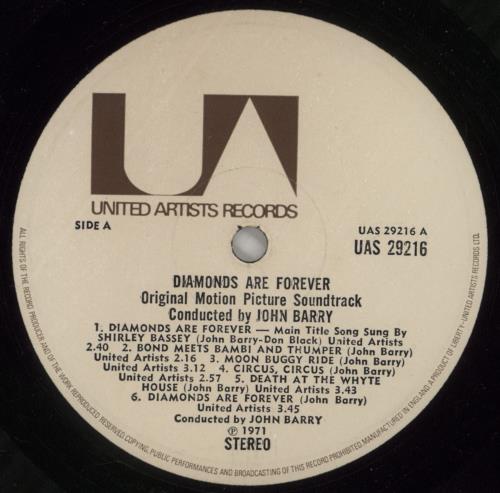 UA
UNITED ARTISTS RECORDS
SIDE A
UAS 29216 A
UAS 29216
DIAMONDS ARE FOREVER
Original Motion Picture Soundtrack
Conducted by JOHN BARRY
1. DIAMONDS ARE FOREVER — Main Title Song Sung By
SHIRLEY BASSEY (John Barry-Don Black) United Artists
2.40 2. BOND MEETS BAMBI AND THUMPER (John Barry)
United Artists 2.16 3. MOON BUGGY RIDE (John Barry)
United Artists 3.12 4. CIRCUS, CIRCUS (John Barry)
United Artists 2.57 5. DEATH AT THE WHYTE
HOUSE (John Barry) United Artists 3.43
6. DIAMONDS ARE FOREVER (John Barry)
United Artists 3.45
Conducted by JOHN BARRY
℗ 1971
STEREO
ALL RIGHTS OF THE RECORD PRODUCER AND OF THE WORK REPRODUCED RESERVED COPYING, PUBLIC PERFORMANCES AND BROADCASTING OF THIS RECORD PROHIBITED MANUFACTURED IN ENGLAND A PRODUCT OF LIBERTY-UNITED ARTISTS RECORDS LTD.